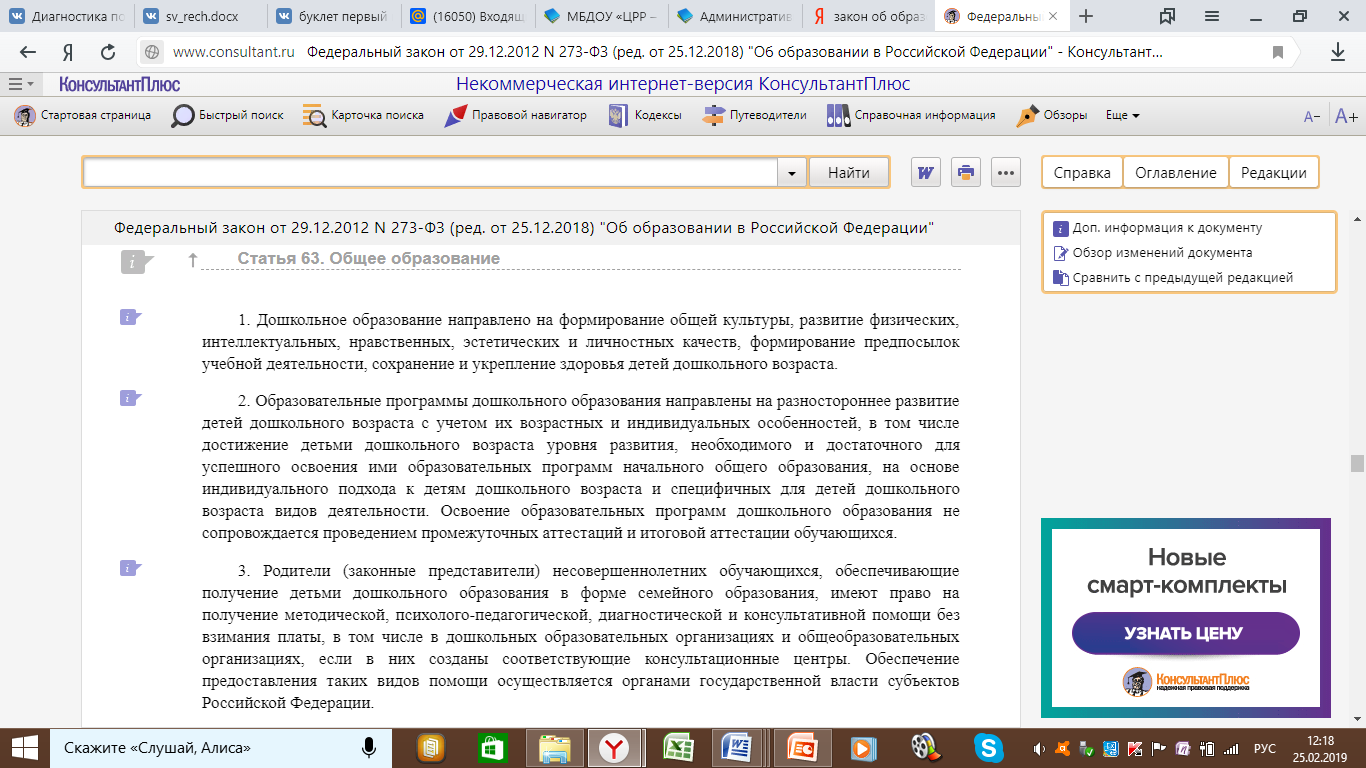 Диагностика пс
sv_rech.docx
буклет первый
(16050) Входящ
МБДОУ «ЦРР –
Административ
закон об образ
Федеральны
www.consultant.ru Федеральный закон от 29.12.2012 N 273-ФЗ (ред. от 25.12.2018) "Об образовании в Российской Федерации" - Консультант...
КонсультантПлюс
Некоммерческая интернет-версия КонсультантПлюс
Стартовая страница
Быстрый поиск
Карточка поиска
Правовой навигатор
Кодексы
Путеводители
Справочная информация
Обзоры
Еще
A−
A+
Найти
Справка
Оглавление
Редакции
Федеральный закон от 29.12.2012 N 273-ФЗ (ред. от 25.12.2018) "Об образовании в Российской Федерации"
Статья 63. Общее образование
1. Дошкольное образование направлено на формирование общей культуры, развитие физических,
интеллектуальных, нравственных, эстетических и личностных качеств, формирование предпосылок
учебной деятельности, сохранение и укрепление здоровья детей дошкольного возраста.
2. Образовательные программы дошкольного образования направлены на разностороннее развитие
детей дошкольного возраста с учетом их возрастных и индивидуальных особенностей, в том числе
достижение детьми дошкольного возраста уровня развития, необходимого и достаточного для
успешного освоения ими образовательных программ начального общего образования, на основе
индивидуального подхода к детям дошкольного возраста и специфичных для детей дошкольного
возраста видов деятельности. Освоение образовательных программ дошкольного образования не
сопровождается проведением промежуточных аттестаций и итоговой аттестации обучающихся.
3. Родители (законные представители) несовершеннолетних обучающихся, обеспечивающие
получение детьми дошкольного образования в форме семейного образования, имеют право на
получение методической, психолого-педагогической, диагностической и консультативной помощи без
взимания платы, в том числе в дошкольных образовательных организациях и общеобразовательных
организациях, если в них созданы соответствующие консультационные центры. Обеспечение
предоставления таких видов помощи осуществляется органами государственной власти субъектов
Российской Федерации.
Доп. информация к документу
Обзор изменений документа
Сравнить с предыдущей редакцией
Новые
смарт-комплекты
УЗНАТЬ ЦЕНУ
КонсультантПлюс
надежная правовая поддержка
Скажите «Слушай, Алиса»
РУС
12:18
25.02.2019